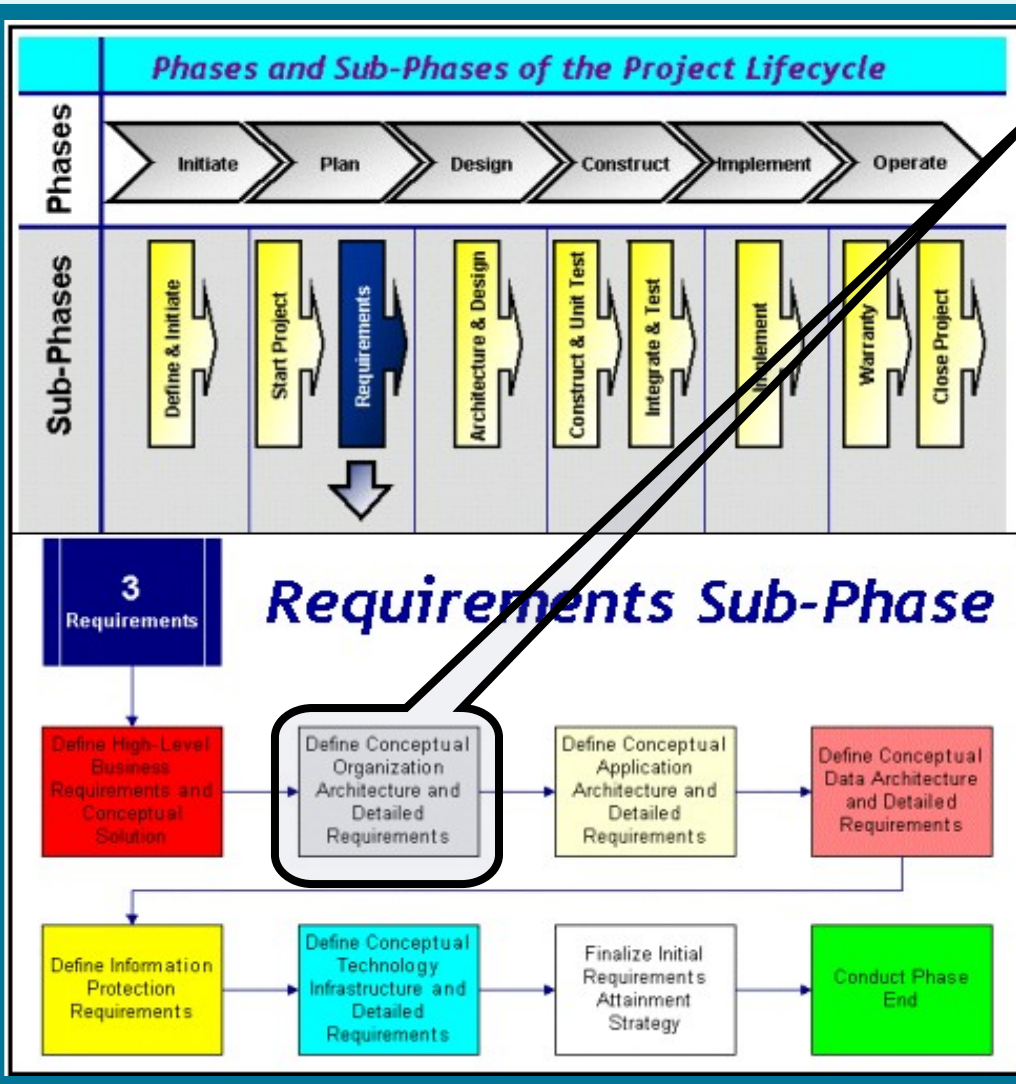 Phases and Sub-Phases of the Project Lifecycle
Phases
Initiate
Plan
Design
Construct
Implement
Operate
Sub-Phases
Define & Initiate
Start Project
Requirements
Architecture & Design
Construct & Unit Test
Integrate & Test
Implement
Warranty
Close Project
3
Requirements
Requirements Sub-Phase
Define High-Level
Business
Requirements and
Conceptual
Solution
Define Conceptual
Organization
Architecture and
Detailed
Requirements
Define Conceptual
Application
Architecture and
Detailed
Requirements
Define Conceptual
Data Architecture
and Detailed
Requirements
Define Information
Protection
Requirements
Define Conceptual
Technology
Infrastructure and
Detailed
Requirements
Finalize Initial
Requirements
Attainment
Strategy
Conduct Phase
End